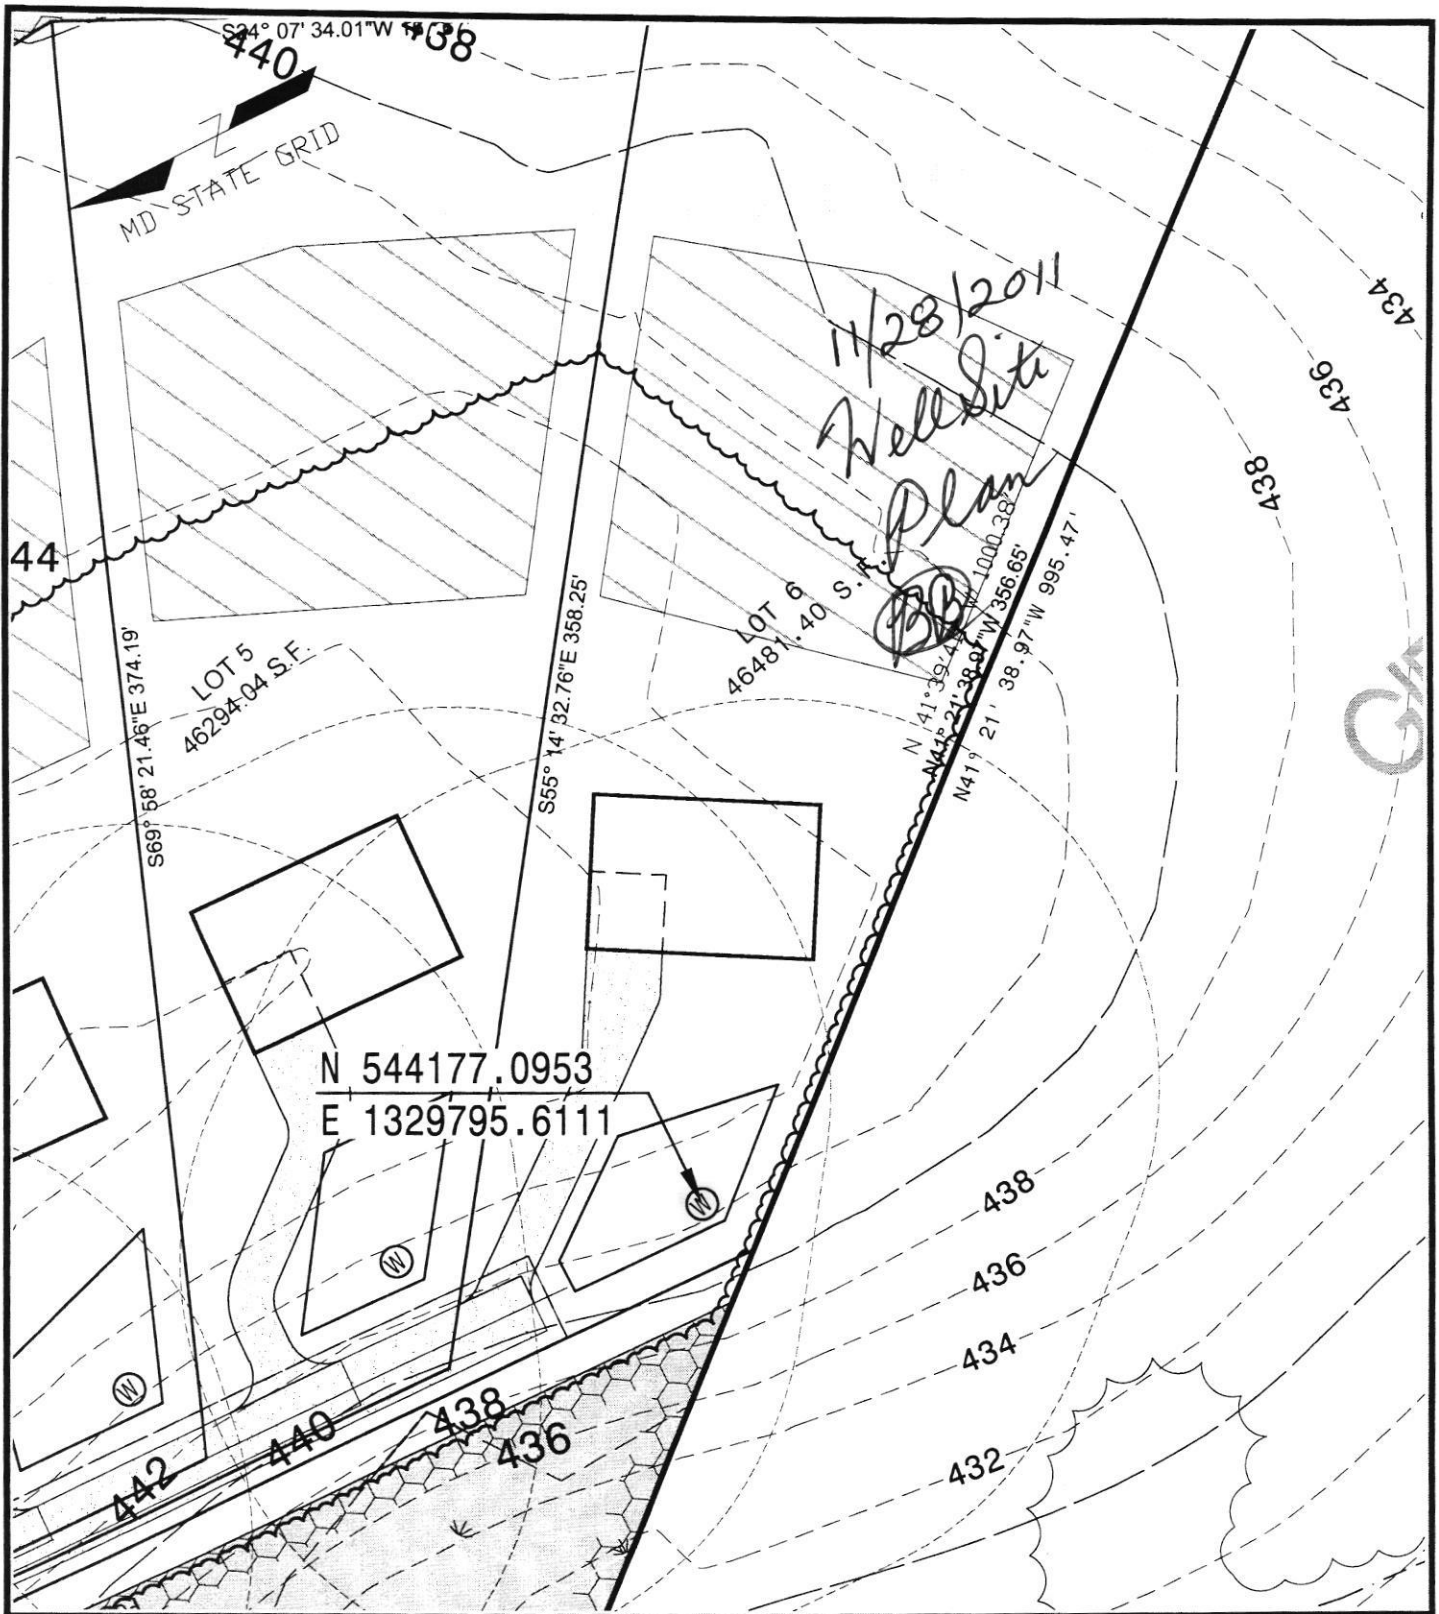 S24° 07' 34.01"W
440
438
Z
MD STATE GRID
11/28/2011
Well Site
Plan
BB
434
436
438
44
LOT 5
46294.04 S.F.
LOT 6
46481.40 S.F.
S69° 58' 21.46"E 374.19'
S55° 14' 32.76"E 358.25'
1000.38'
N41° 21' 38.97"W 356.65'
N41° 21' 38.97"W 995.47'
N 544177.0953
E 1329795.6111
W
W
W
438
436
434
432
442
440
438
436